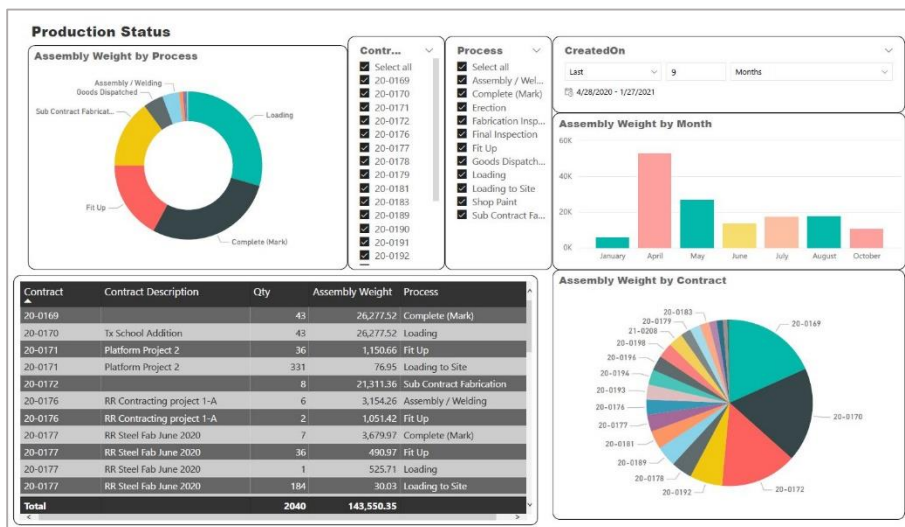 Production Status
Assembly Weight by Process
Assembly / Welding
Goods Dispatched
Sub Contract Fabricat...
Fit Up
Loading
Complete (Mark)
Contr...
Select all
20-0169
20-0170
20-0171
20-0172
20-0176
20-0177
20-0178
20-0179
20-0181
20-0183
20-0189
20-0190
20-0191
20-0192
Process
Select all
Assembly / Wel...
Complete (Mark)
Erection
Fabrication Insp...
Final Inspection
Fit Up
Goods Dispatch...
Loading
Loading to Site
Shop Paint
Sub Contract Fa...
CreatedOn
Last 9 Months
4/28/2020 - 1/27/2021
Assembly Weight by Month
60K
40K
20K
0K
January April May June July August October
Contract Contract Description Qty Assembly Weight Process
20-0169 43 26,277.52 Complete (Mark)
20-0170 Tx School Addition 43 26,277.52 Loading
20-0171 Platform Project 2 36 1,150.66 Fit Up
20-0171 Platform Project 2 331 76.95 Loading to Site
20-0172 8 21,311.36 Sub Contract Fabrication
20-0176 RR Contracting project 1-A 6 3,154.26 Assembly / Welding
20-0176 RR Contracting project 1-A 2 1,051.42 Fit Up
20-0177 RR Steel Fab June 2020 7 3,679.97 Complete (Mark)
20-0177 RR Steel Fab June 2020 36 490.97 Fit Up
20-0177 RR Steel Fab June 2020 1 525.71 Loading
20-0177 RR Steel Fab June 2020 184 30.03 Loading to Site
Total 2040 143,550.35
Assembly Weight by Contract
20-0183
20-0179
21-0208
20-0198
20-0196
20-0194
20-0193
20-0176
20-0177
20-0181
20-0189
20-0178
20-0192
20-0169
20-0170
20-0172